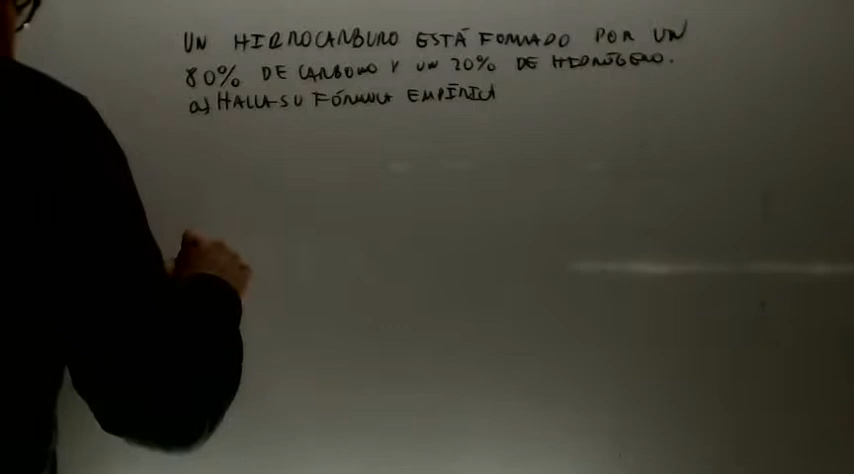 UN HIDROCARBURO ESTÁ FORMADO POR UN
80% DE CARBONO Y UN 20% DE HIDRÓGENO.
a) HALLA SU FÓRMULA EMPÍRICA